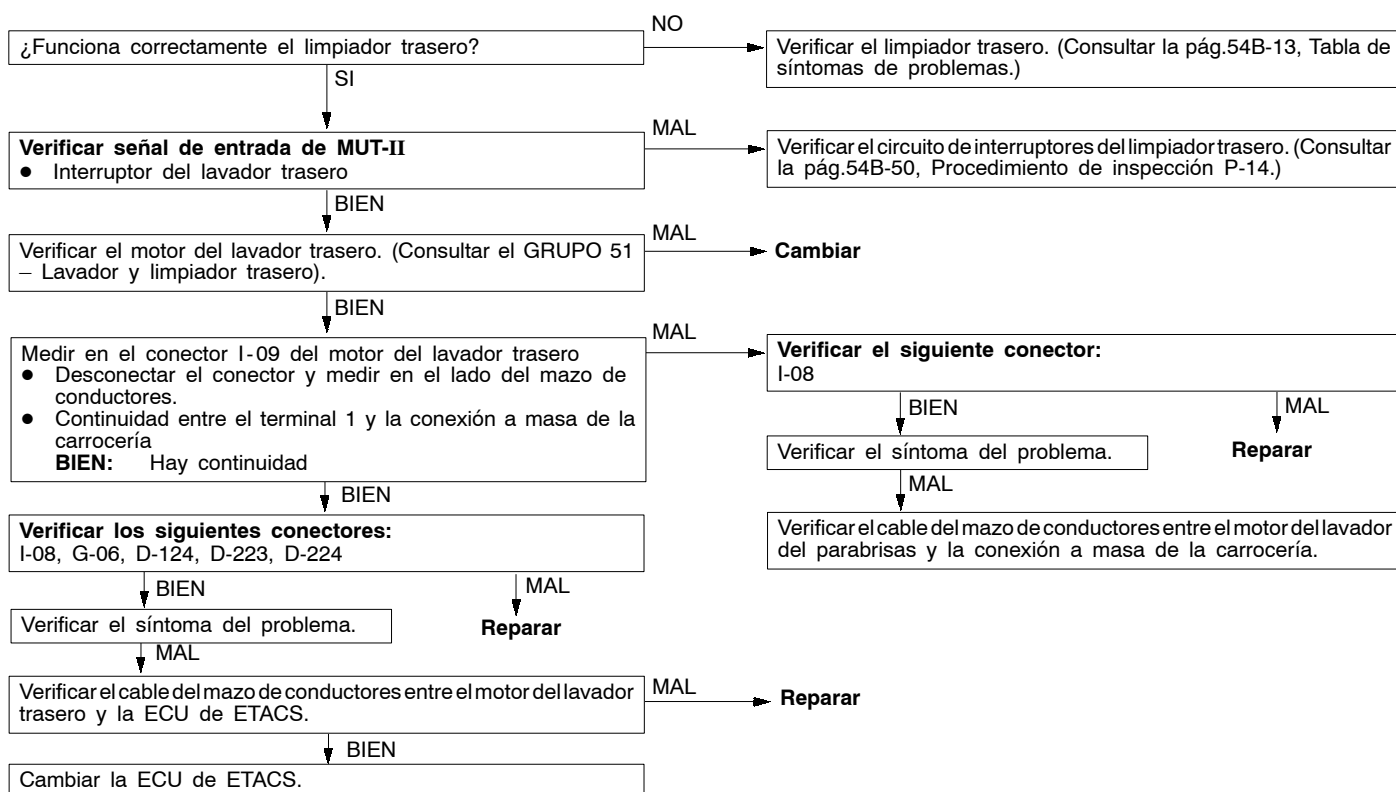 ¿Funciona correctamente el limpiador trasero?
NO
Verificar el limpiador trasero. (Consultar la pág.54B-13, Tabla de
síntomas de problemas.)
SI
Verificar señal de entrada de MUT-II
● Interruptor del lavador trasero
MAL
Verificar el circuito de interruptores del limpiador trasero. (Consultar
la pág.54B-50, Procedimiento de inspección P-14.)
BIEN
Verificar el motor del lavador trasero. (Consultar el GRUPO 51
– Lavador y limpiador trasero).
MAL
Cambiar
BIEN
Medir en el conector I-09 del motor del lavador trasero
● Desconectar el conector y medir en el lado del mazo de
conductores.
● Continuidad entre el terminal 1 y la conexión a masa de la
carrocería
BIEN: Hay continuidad
MAL
Verificar el siguiente conector:
I-08
BIEN
MAL
Verificar el síntoma del problema.
Reparar
MAL
Verificar el cable del mazo de conductores entre el motor del lavador
del parabrisas y la conexión a masa de la carrocería.
BIEN
Verificar los siguientes conectores:
I-08, G-06, D-124, D-223, D-224
BIEN
MAL
Verificar el síntoma del problema.
Reparar
MAL
Verificar el cable del mazo de conductores entre el motor del lavador
trasero y la ECU de ETACS.
MAL
Reparar
BIEN
Cambiar la ECU de ETACS.